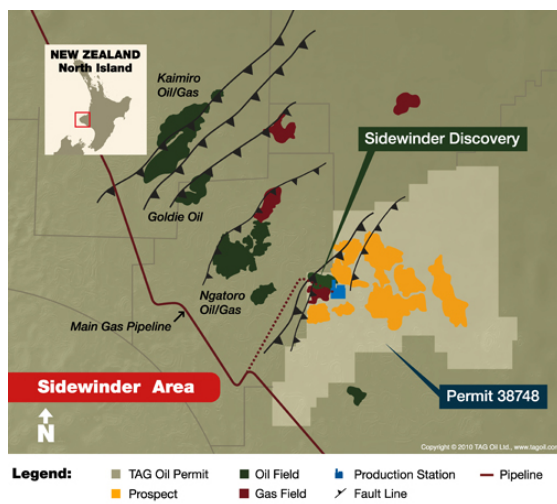 NEW ZEALAND
North Island
Kaimiro
Oil/Gas
Sidewinder Discovery
Goldie Oil
Ngatoro
Oil/Gas
Main Gas Pipeline
Sidewinder Area
Permit 38748
N
Copyright © 2010 TAG Oil Ltd., www.tagoil.com
Legend:
TAG Oil Permit
Oil Field
Production Station
Pipeline
Prospect
Gas Field
Fault Line